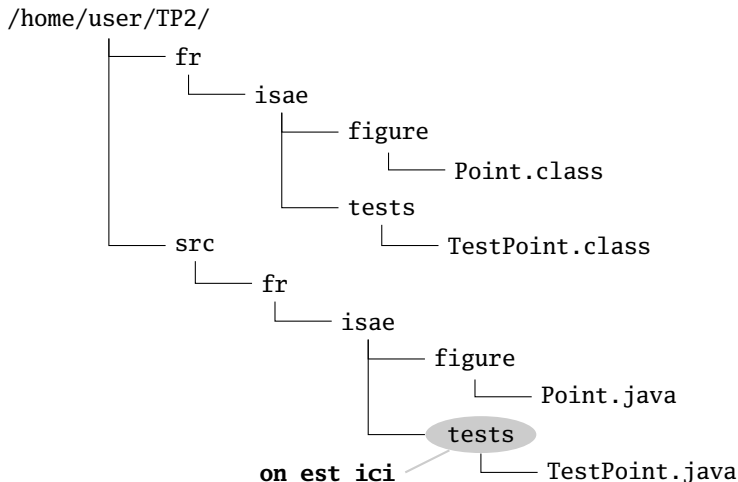 /home/user/TP2/
fr
isae
figure
Point.class
tests
TestPoint.class
src
fr
isae
figure
Point.java
tests
on est ici
TestPoint.java